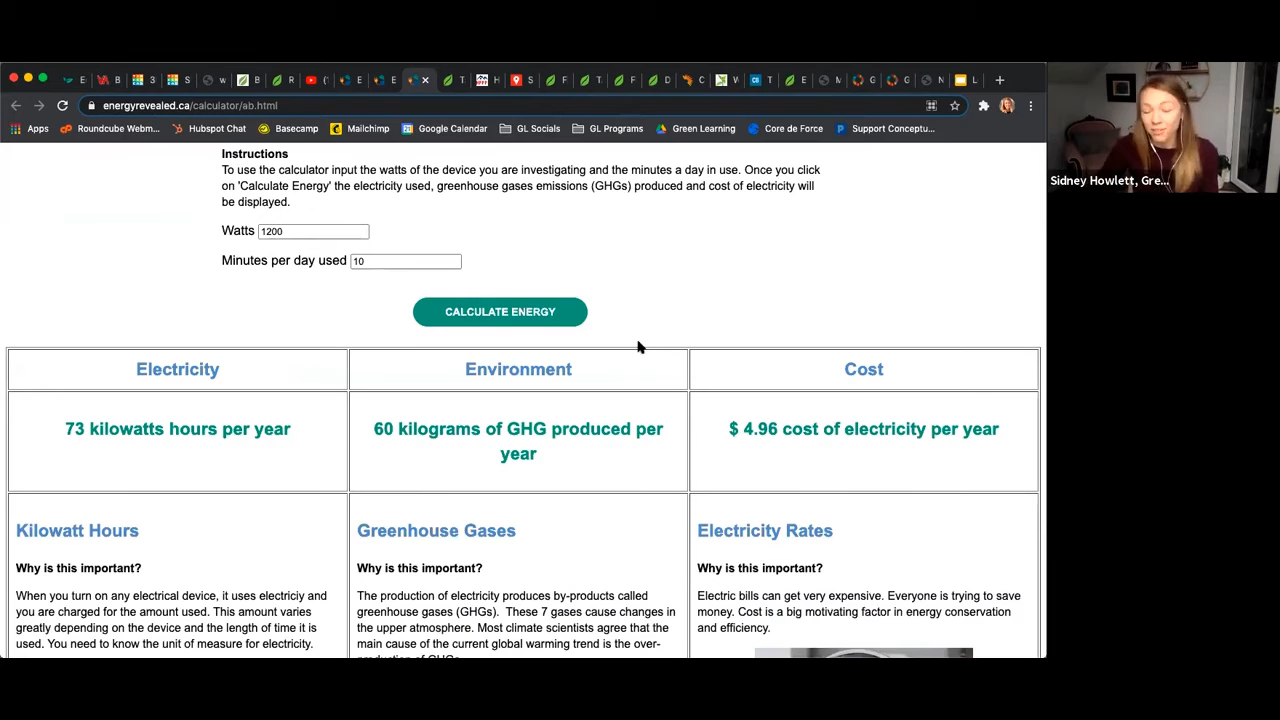 E B 3 S w B R ( E E T H S F T F D C W T E M G G N L
energyrevealed.ca/calculator/ab.html
Apps Roundcube Webm... Hubspot Chat Basecamp Mailchimp Google Calendar GL Socials GL Programs Green Learning Core de Force Support Conceptu...
Sidney Howlett, Gre...
Instructions
To use the calculator input the watts of the device you are investigating and the minutes a day in use. Once you click
on 'Calculate Energy' the electricity used, greenhouse gases emissions (GHGs) produced and cost of electricity will
be displayed.
Watts 1200
Minutes per day used 10
CALCULATE ENERGY
Electricity Environment Cost
73 kilowatts hours per year
60 kilograms of GHG produced per
year
$ 4.96 cost of electricity per year
Kilowatt Hours
Why is this important?
When you turn on any electrical device, it uses electriciy and
you are charged for the amount used. This amount varies
greatly depending on the device and the length of time it is
used. You need to know the unit of measure for electricity.
Greenhouse Gases
Why is this important?
The production of electricity produces by-products called
greenhouse gases (GHGs). These 7 gases cause changes in
the upper atmosphere. Most climate scientists agree that the
main cause of the current global warming trend is the over-
Electricity Rates
Why is this important?
Electric bills can get very expensive. Everyone is trying to save
money. Cost is a big motivating factor in energy conservation
and efficiency.